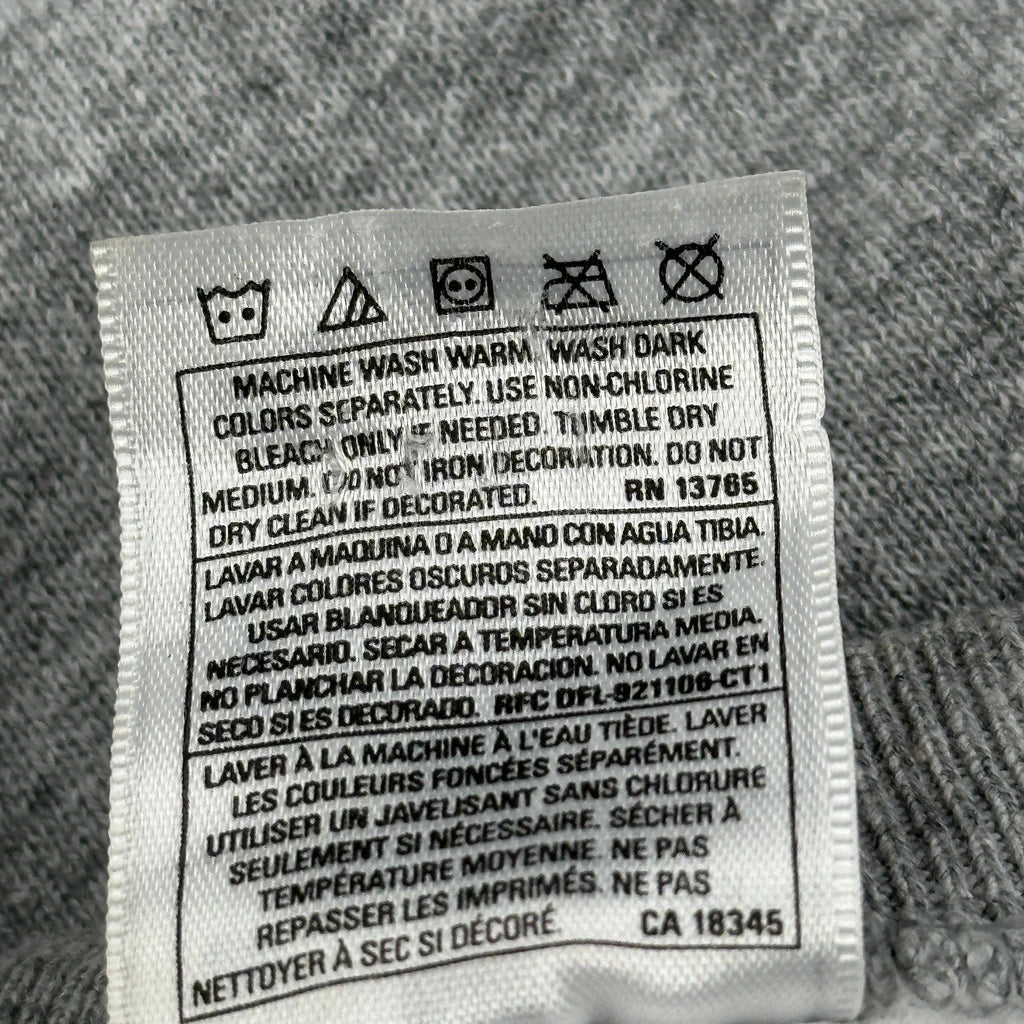 MACHINE WASH WARM. WASH DARK
COLORS SEPARATELY. USE NON-CHLORINE
BLEACH ONLY IF NEEDED. TUMBLE DRY
MEDIUM. DO NOT IRON DECORATION. DO NOT
DRY CLEAN IF DECORATED. RN 13765
LAVAR A MAQUINA O A MANO CON AGUA TIBIA.
LAVAR COLORES OSCUROS SEPARADAMENTE.
USAR BLANQUEADOR SIN CLORO SI ES
NECESARIO. SECAR A TEMPERATURA MEDIA.
NO PLANCHAR LA DECORACION. NO LAVAR EN
SECO SI ES DECORADO. RFC DFL-921106-CT1
LAVER À LA MACHINE À L'EAU TIÈDE. LAVER
LES COULEURS FONCÉES SÉPARÉMENT.
UTILISER UN JAVELISANT SANS CHLORURE
SEULEMENT SI NÉCESSAIRE. SÉCHER À
TEMPÉRATURE MOYENNE. NE PAS
REPASSER LES IMPRIMÉS. NE PAS
NETTOYER À SEC SI DÉCORÉ. CA 18345